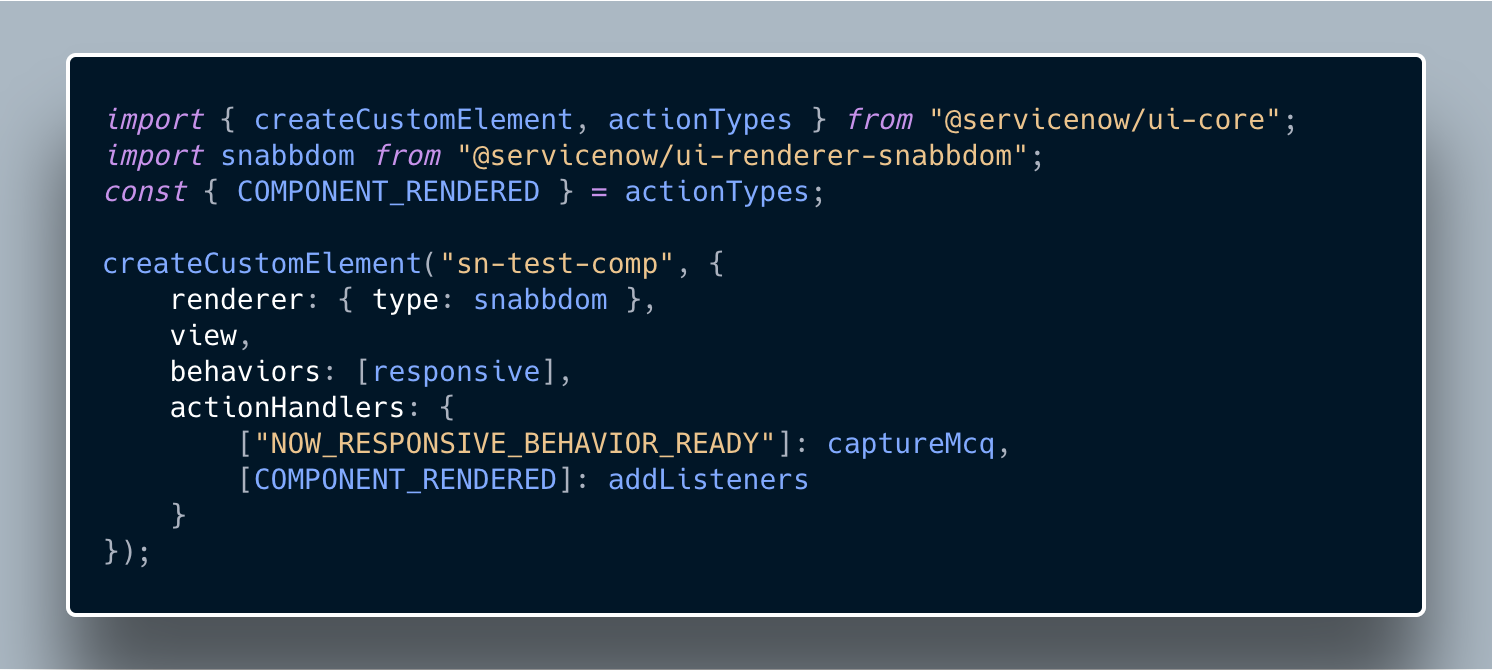 import { createCustomElement, actionTypes } from "@servicenow/ui-core";
import snabbdom from "@servicenow/ui-renderer-snabbdom";
const { COMPONENT_RENDERED } = actionTypes;

createCustomElement("sn-test-comp", {
    renderer: { type: snabbdom },
    view,
    behaviors: [responsive],
    actionHandlers: {
        ["NOW_RESPONSIVE_BEHAVIOR_READY"]: captureMcq,
        [COMPONENT_RENDERED]: addListeners
    }
});